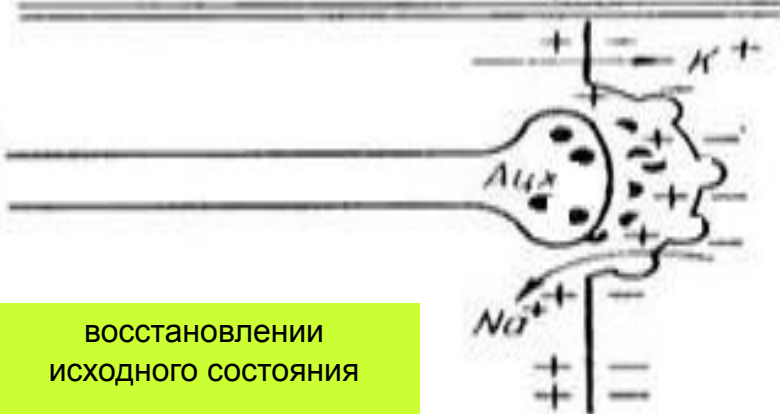 K +
Ацх
Na+
восстановлении
исходного состояния